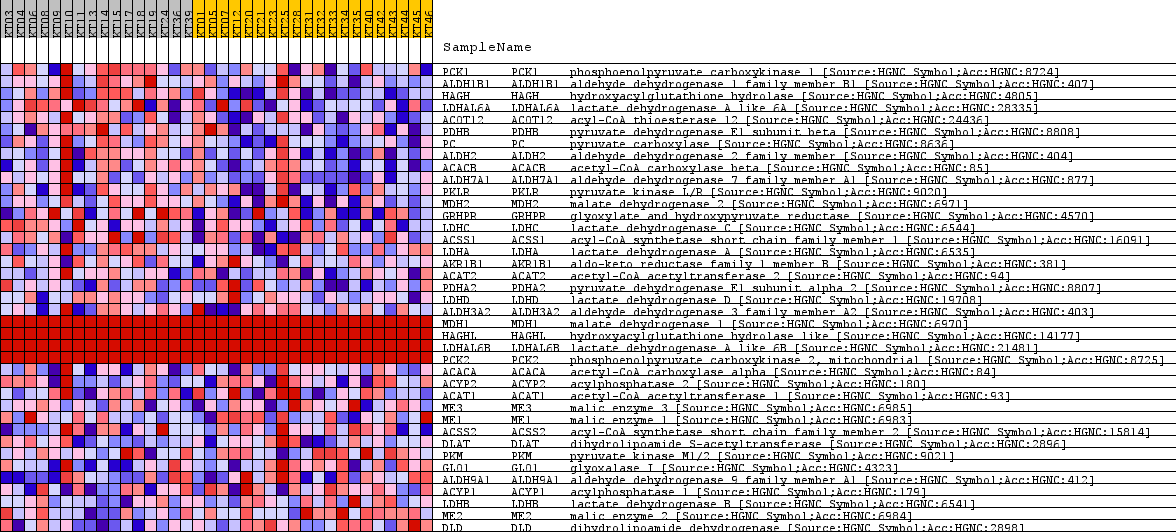 KT03 KT04 KT06 KT08 KT09 KT10 KT11 KT13 KT14 KT15 KT17 KT18 KT19 KT24 KT36 KT39 KT01 KT05 KT07 KT12 KT20 KT21 KT23 KT25 KT28 KT31 KT32 KT33 KT34 KT35 KT40 KT42 KT43 KT44 KT45 KT46
SampleName
PCK1 PCK1 phosphoenolpyruvate carboxykinase 1 [Source:HGNC Symbol;Acc:HGNC:8724]
ALDH1B1 ALDH1B1 aldehyde dehydrogenase 1 family member B1 [Source:HGNC Symbol;Acc:HGNC:407]
HAGH HAGH hydroxyacylglutathione hydrolase [Source:HGNC Symbol;Acc:HGNC:4805]
LDHAL6A LDHAL6A lactate dehydrogenase A like 6A [Source:HGNC Symbol;Acc:HGNC:28335]
ACOT12 ACOT12 acyl-CoA thioesterase 12 [Source:HGNC Symbol;Acc:HGNC:24436]
PDHB PDHB pyruvate dehydrogenase E1 subunit beta [Source:HGNC Symbol;Acc:HGNC:8808]
PC PC pyruvate carboxylase [Source:HGNC Symbol;Acc:HGNC:8636]
ALDH2 ALDH2 aldehyde dehydrogenase 2 family member [Source:HGNC Symbol;Acc:HGNC:404]
ACACB ACACB acetyl-CoA carboxylase beta [Source:HGNC Symbol;Acc:HGNC:85]
ALDH7A1 ALDH7A1 aldehyde dehydrogenase 7 family member A1 [Source:HGNC Symbol;Acc:HGNC:877]
PKLR PKLR pyruvate kinase L/R [Source:HGNC Symbol;Acc:HGNC:9020]
MDH2 MDH2 malate dehydrogenase 2 [Source:HGNC Symbol;Acc:HGNC:6971]
GRHPR GRHPR glyoxylate and hydroxypyruvate reductase [Source:HGNC Symbol;Acc:HGNC:4570]
LDHC LDHC lactate dehydrogenase C [Source:HGNC Symbol;Acc:HGNC:6544]
ACSS1 ACSS1 acyl-CoA synthetase short chain family member 1 [Source:HGNC Symbol;Acc:HGNC:16091]
LDHA LDHA lactate dehydrogenase A [Source:HGNC Symbol;Acc:HGNC:6535]
AKR1B1 AKR1B1 aldo-keto reductase family 1 member B [Source:HGNC Symbol;Acc:HGNC:381]
ACAT2 ACAT2 acetyl-CoA acetyltransferase 2 [Source:HGNC Symbol;Acc:HGNC:94]
PDHA2 PDHA2 pyruvate dehydrogenase E1 subunit alpha 2 [Source:HGNC Symbol;Acc:HGNC:8807]
LDHD LDHD lactate dehydrogenase D [Source:HGNC Symbol;Acc:HGNC:19708]
ALDH3A2 ALDH3A2 aldehyde dehydrogenase 3 family member A2 [Source:HGNC Symbol;Acc:HGNC:403]
MDH1 MDH1 malate dehydrogenase 1 [Source:HGNC Symbol;Acc:HGNC:6970]
HAGHL HAGHL hydroxyacylglutathione hydrolase like [Source:HGNC Symbol;Acc:HGNC:14177]
LDHAL6B LDHAL6B lactate dehydrogenase A like 6B [Source:HGNC Symbol;Acc:HGNC:21481]
PCK2 PCK2 phosphoenolpyruvate carboxykinase 2, mitochondrial [Source:HGNC Symbol;Acc:HGNC:8725]
ACACA ACACA acetyl-CoA carboxylase alpha [Source:HGNC Symbol;Acc:HGNC:84]
ACYP2 ACYP2 acylphosphatase 2 [Source:HGNC Symbol;Acc:HGNC:180]
ACAT1 ACAT1 acetyl-CoA acetyltransferase 1 [Source:HGNC Symbol;Acc:HGNC:93]
ME3 ME3 malic enzyme 3 [Source:HGNC Symbol;Acc:HGNC:6985]
ME1 ME1 malic enzyme 1 [Source:HGNC Symbol;Acc:HGNC:6983]
ACSS2 ACSS2 acyl-CoA synthetase short chain family member 2 [Source:HGNC Symbol;Acc:HGNC:15814]
DLAT DLAT dihydrolipoamide S-acetyltransferase [Source:HGNC Symbol;Acc:HGNC:2896]
PKM PKM pyruvate kinase M1/2 [Source:HGNC Symbol;Acc:HGNC:9021]
GLO1 GLO1 glyoxalase I [Source:HGNC Symbol;Acc:HGNC:4323]
ALDH9A1 ALDH9A1 aldehyde dehydrogenase 9 family member A1 [Source:HGNC Symbol;Acc:HGNC:412]
ACYP1 ACYP1 acylphosphatase 1 [Source:HGNC Symbol;Acc:HGNC:179]
LDHB LDHB lactate dehydrogenase B [Source:HGNC Symbol;Acc:HGNC:6541]
ME2 ME2 malic enzyme 2 [Source:HGNC Symbol;Acc:HGNC:6984]
DLD DLD dihydrolipoamide dehydrogenase [Source:HGNC Symbol;Acc:HGNC:2898]